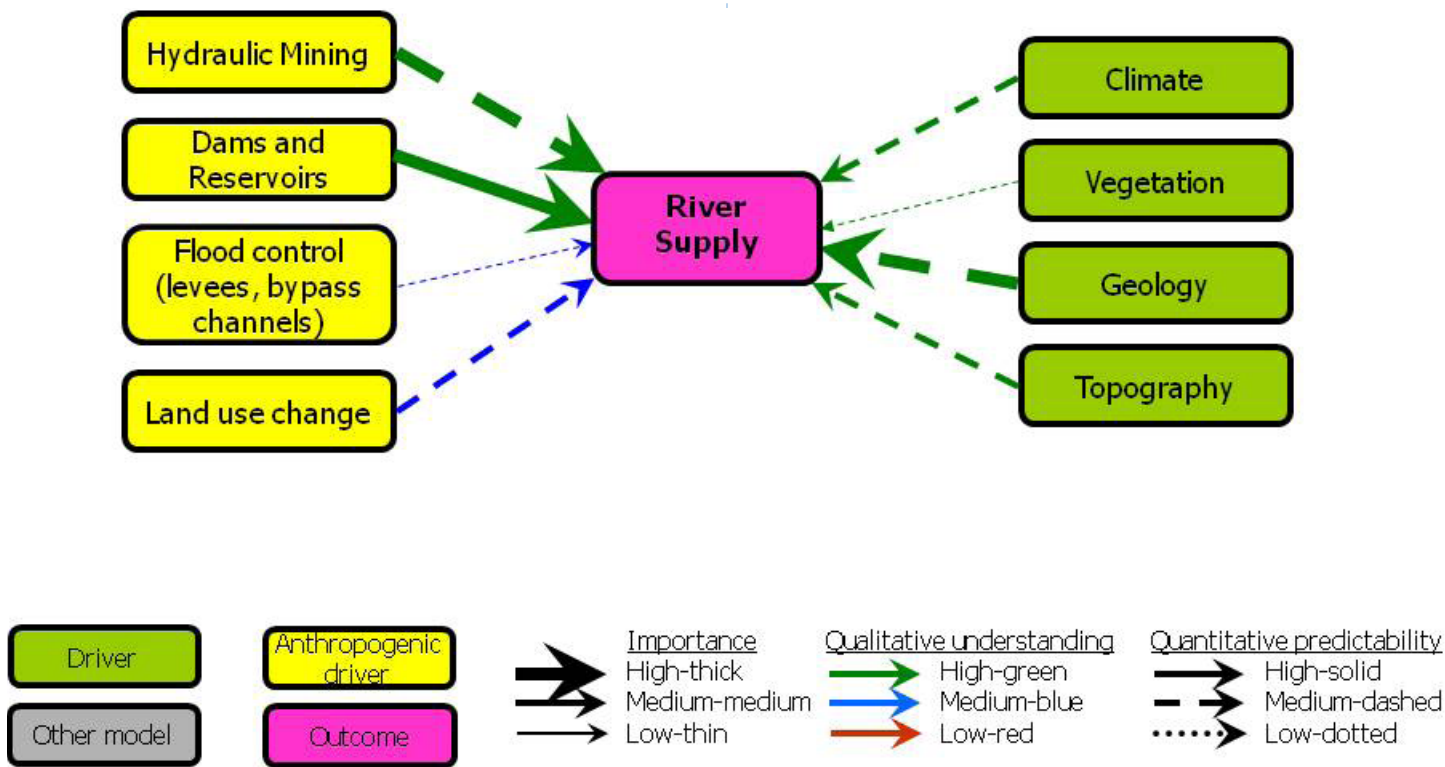 Hydraulic Mining
Dams and
Reservoirs
Flood control
(levees, bypass
channels)
Land use change
River
Supply
Climate
Vegetation
Geology
Topography
Driver
Other model
Anthropogenic
driver
Outcome
Importance
High-thick
Medium-medium
Low-thin
Qualitative understanding
High-green
Medium-blue
Low-red
Quantitative predictability
High-solid
Medium-dashed
Low-dotted